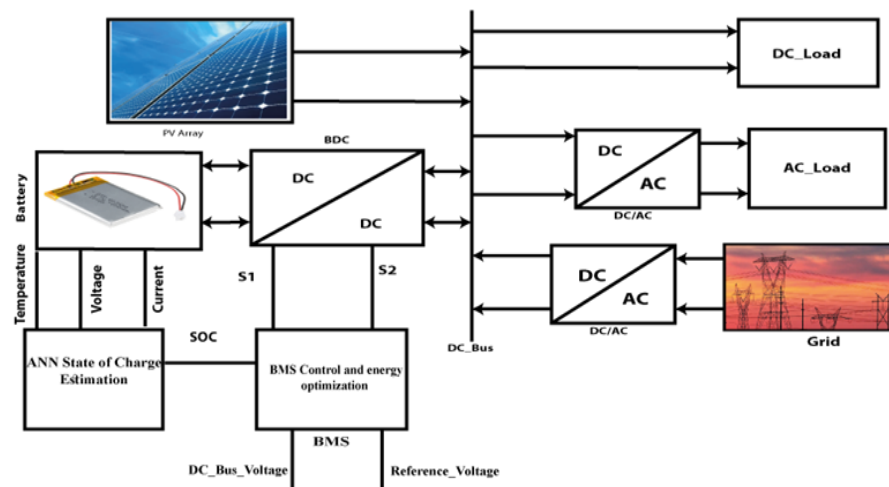 DC_Load
PV Array
BDC
DC
DC
Battery
DC
AC
DC/AC
AC_Load
S1
S2
Temperature
Voltage
Current
DC
AC
DC/AC
Grid
SOC
DC_Bus
ANN State of Charge
Estimation
BMS Control and energy
optimization
BMS
DC_Bus_Voltage
Reference_Voltage